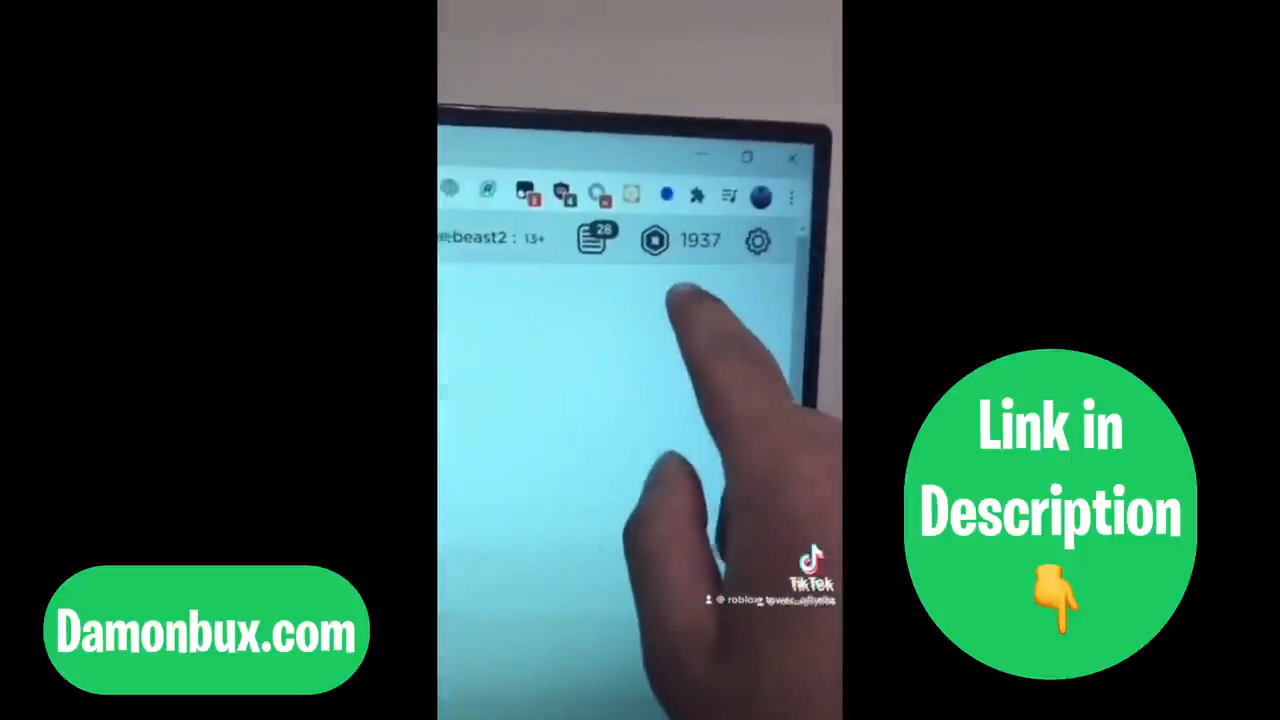 beast2 : 13+
28
1937
Link in
Description
Damonbux.com
TikTok